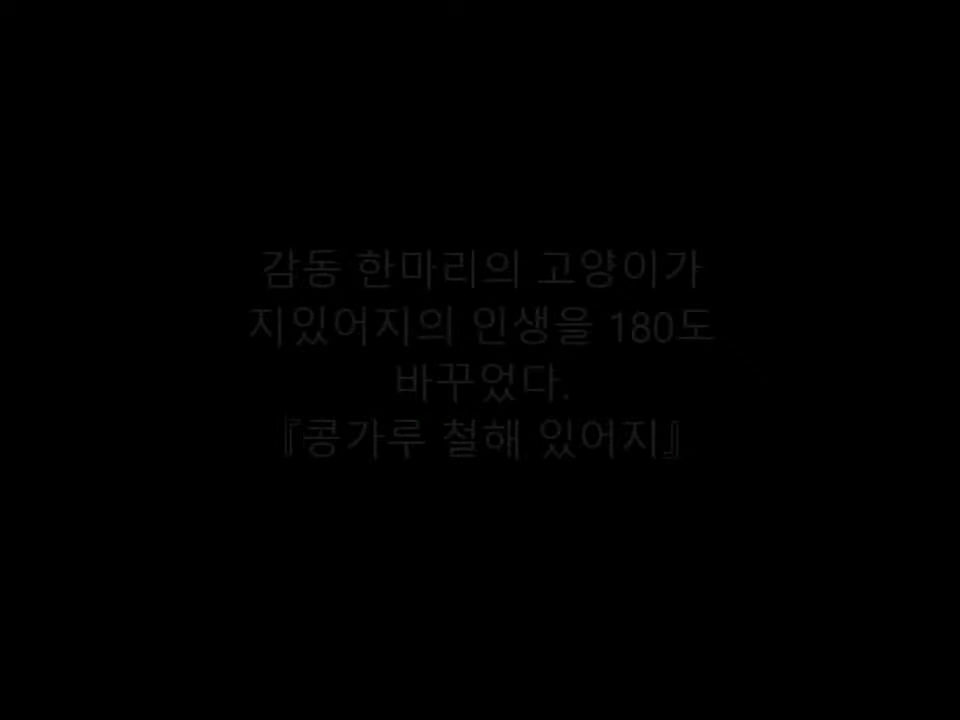 감동 한마리의 고양이가
지있어지의 인생을 180도
바꾸었다.
『콩가루 철해 있어지』